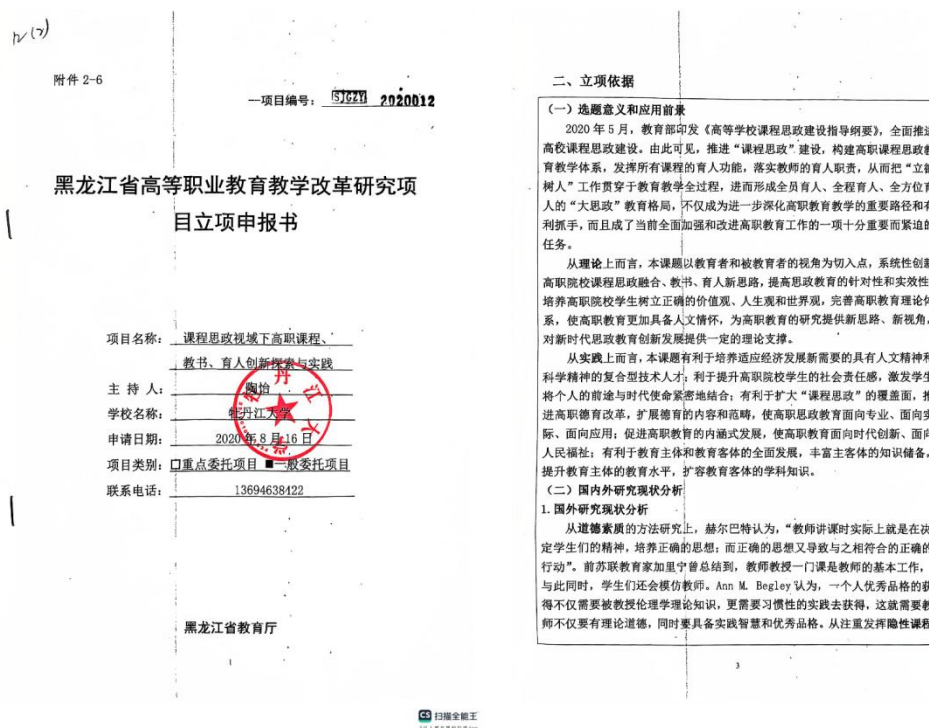 附件 2-6
项目编号： SJGZY 2020012
黑龙江省高等职业教育教学改革研究项
目立项申报书
项目名称： 课程思政视域下高职课程、
教书、育人创新探索与实践
主 持 人： 陶怡
学校名称： 牡丹江大学
申请日期： 2020 年 8 月 16 日
项目类别： □重点委托项目 ■一般委托项目
联系电话： 13694638122
牡丹江大学
黑龙江省教育厅
1
二、立项依据
（一）选题意义和应用前景
2020 年 5 月，教育部印发《高等学校课程思政建设指导纲要》，全面推进
高校课程思政建设。由此可见，推进“课程思政”建设，构建高职课程思政教
育教学体系，发挥所有课程的育人功能，落实教师的育人职责，从而把“立德
树人”工作贯穿于教育教学全过程，进而形成全员育人、全程育人、全方位育
人的“大思政”教育格局，不仅成为进一步深化高职教育教学的重要路径和有
利抓手，而且成了当前全面加强和改进高职教育工作的一项十分重要而紧迫的
任务。
从理论上而言，本课题以教育者和被教育者的视角为切入点，系统性创新
高职院校课程思政融合、教书、育人新思路，提高思政教育的针对性和实效性，
培养高职院校学生树立正确的价值观、人生观和世界观，完善高职教育理论体
系，使高职教育更加具备人文情怀，为高职教育的研究提供新思路、新视角，
对新时代思政教育创新发展提供一定的理论支撑。
从实践上而言，本课题有利于培养适应经济发展新需要的具有人文精神和
科学精神的复合型技术人才；利于提升高职院校学生的社会责任感，激发学生
将个人的前途与时代使命紧密地结合；有利于扩大“课程思政”的覆盖面，推
进高职德育改革，扩展德育的内容和范畴，使高职思政教育面向专业、面向实
际、面向应用；促进高职教育的内涵式发展，使高职教育面向时代创新、面向
人民福祉；有利于教育主体和教育客体的全面发展，丰富主客体的知识储备，
提升教育主体的教育水平，扩容教育客体的学科知识。
（二）国内外研究现状分析
1. 国外研究现状分析
从道德素质的方法研究上，赫尔巴特认为，“教师讲课时实际上就是在决
定学生们的精神，培养正确的思想；而正确的思想又导致与之相符合的正确的
行动”。前苏联教育家加里宁曾总结到，教师教授一门课是教师的基本工作，
与此同时，学生们还会模仿教师。Ann M. Begley 认为，一个人优秀品格的获
得不仅需要被教授伦理学理论知识，更需要习惯性的实践去获得，这就需要教
师不仅要有理论道德，同时要具备实践智慧和优秀品格。从注重发挥隐性课程
3
CS 扫描全能王